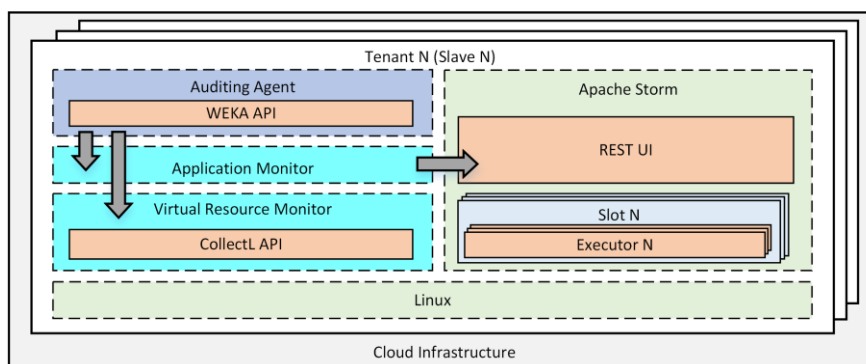 Tenant N (Slave N)
Auditing Agent
WEKA API
Application Monitor
Virtual Resource Monitor
CollectL API
Apache Storm
REST UI
Slot N
Executor N
Linux
Cloud Infrastructure